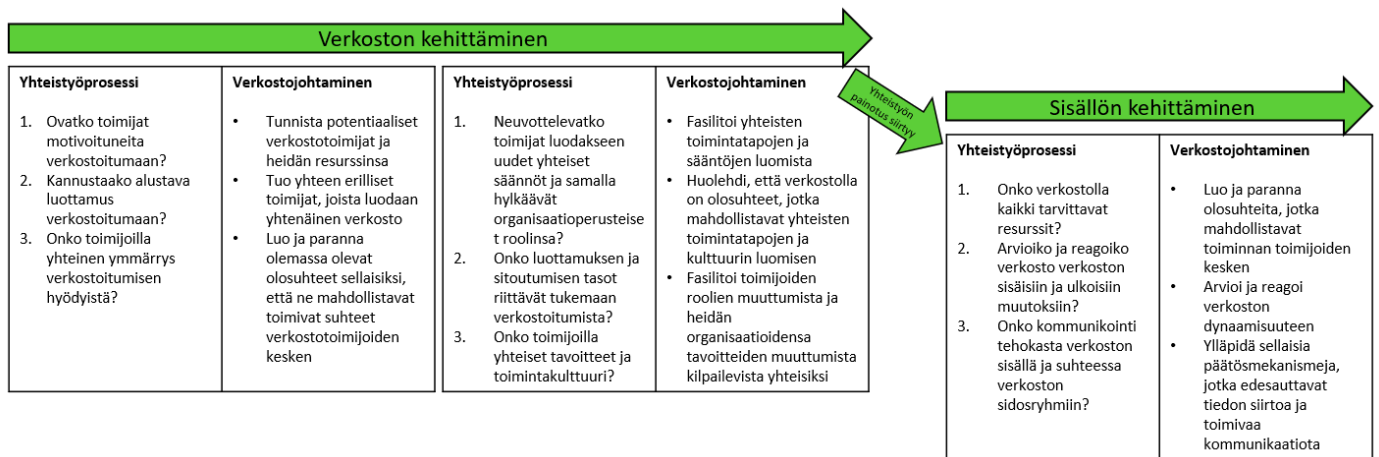 Verkoston kehittäminen
Yhteistyöprosessi
1. Ovatko toimijat
motivoituneita
verkostoitumaan?
2. Kannustaako alustava
luottamus
verkostoitumaan?
3. Onko toimijoilla
yhteinen ymmärrys
verkostoitumisen
hyödyistä?
Verkostojohtaminen
• Tunnista potentiaaliset
verkostotoimijat ja
heidän resurssinsa
• Tuo yhteen erilliset
toimijat, joista luodaan
yhtenäinen verkosto
• Luo ja paranna
olemassa olevat
olosuhteet sellaisiksi,
että ne mahdollistavat
toimivat suhteet
verkostotoimijoiden
kesken
Yhteistyöprosessi
1. Neuvottelevatko
toimijat luodakseen
uudet yhteiset
säännöt ja samalla
hylkäävät
organisaatioperusteise
t roolinsa?
2. Onko luottamuksen ja
sitoutumisen tasot
riittävät tukemaan
verkostoitumista?
3. Onko toimijoilla
yhteiset tavoitteet ja
toimintakulttuuri?
Verkostojohtaminen
• Fasilitoi yhteisten
toimintatapojen ja
sääntöjen luomista
• Huolehdi, että verkostolla
on olosuhteet, jotka
mahdollistavat yhteisten
toimintatapojen ja
kulttuurin luomisen
• Fasilitoi toimijoiden
roolien muuttumista ja
heidän
organisaatioidensa
tavoitteiden muuttumista
kilpailevista yhteisiksi
Yhteistyön
painotus siirtyy
Sisällön kehittäminen
Yhteistyöprosessi
1. Onko verkostolla
kaikki tarvittavat
resurssit?
2. Arvioiko ja reagoiko
verkosto verkoston
sisäisiin ja ulkoisiin
muutoksiin?
3. Onko kommunikointi
tehokasta verkoston
sisällä ja suhteessa
verkoston
sidosryhmiin?
Verkostojohtaminen
• Luo ja paranna
olosuhteita, jotka
mahdollistavat
toiminnan toimijoiden
kesken
• Arvioi ja reagoi
verkoston
dynaamisuuteen
• Ylläpidä sellaisia
päätösmekanismeja,
jotka edesauttavat
tiedon siirtoa ja
toimivaa
kommunikaatiota